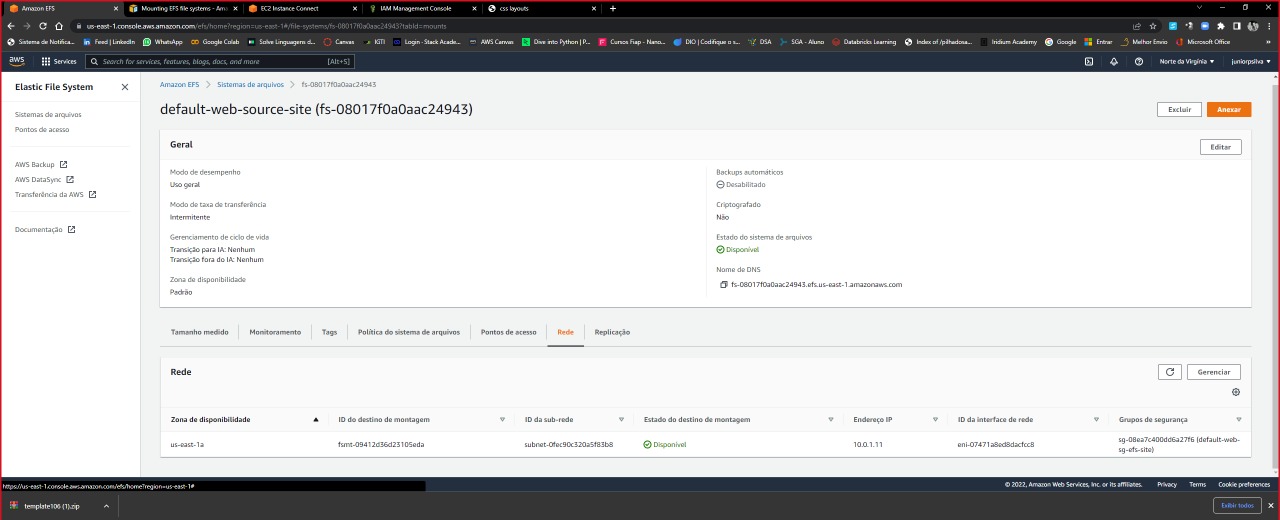 Amazon EFS
Mounting EFS file systems - Ama
EC2 Instance Connect
IAM Management Console
css layouts
us-east-1.console.aws.amazon.com/efs/home?region=us-east-1#/file-systems/fs-08017f0a0aac24943?tabId=mounts
Sistema de Notifica... Feed | LinkedIn WhatsApp Google Colab Solve Linguagens d... Canvas IGTI Login - Stack Acade... AWS Canvas Dive into Python | P... Cursos Fiap - Nano... DIO | Codifique o s... DSA SGA - Aluno Databricks Learning Index of /pilhadosa... Iridium Academy Google Entrar Melhor Envio Microsoft Office
aws Services Search for services, features, blogs, docs, and more [Alt+S] Norte da Virgínia juniorpsilva
Elastic File System
Sistemas de arquivos
Pontos de acesso
AWS Backup
AWS DataSync
Transferência da AWS
Documentação
Amazon EFS Sistemas de arquivos fs-08017f0a0aac24943
default-web-source-site (fs-08017f0a0aac24943)
Excluir Anexar
Geral
Editar
Modo de desempenho
Uso geral
Modo de taxa de transferência
Intermitente
Gerenciamento de ciclo de vida
Transição para IA: Nenhum
Transição fora do IA: Nenhum
Zona de disponibilidade
Padrão
Backups automáticos
Desabilitado
Criptografado
Não
Estado do sistema de arquivos
Disponível
Nome de DNS
fs-08017f0a0aac24943.efs.us-east-1.amazonaws.com
Tamanho medido Monitoramento Tags Política do sistema de arquivos Pontos de acesso Rede Replicação
Rede
Gerenciar
Zona de disponibilidade ID do destino de montagem ID da sub-rede Estado do destino de montagem Endereço IP ID da interface de rede Grupos de segurança
us-east-1a fsmt-09412d36d23105eda subnet-0fec90c320a5f83b8 Disponível 10.0.1.11 eni-07471a8ed8dacfcc8 sg-08ea7c400dd6a27f6 (default-web-
sg-efs-site)
https://us-east-1.console.aws.amazon.com/efs/home?region=us-east-1#
© 2022, Amazon Web Services, Inc. or its affiliates. Privacy Terms Cookie preferences
template106 (1).zip
Exibir todos